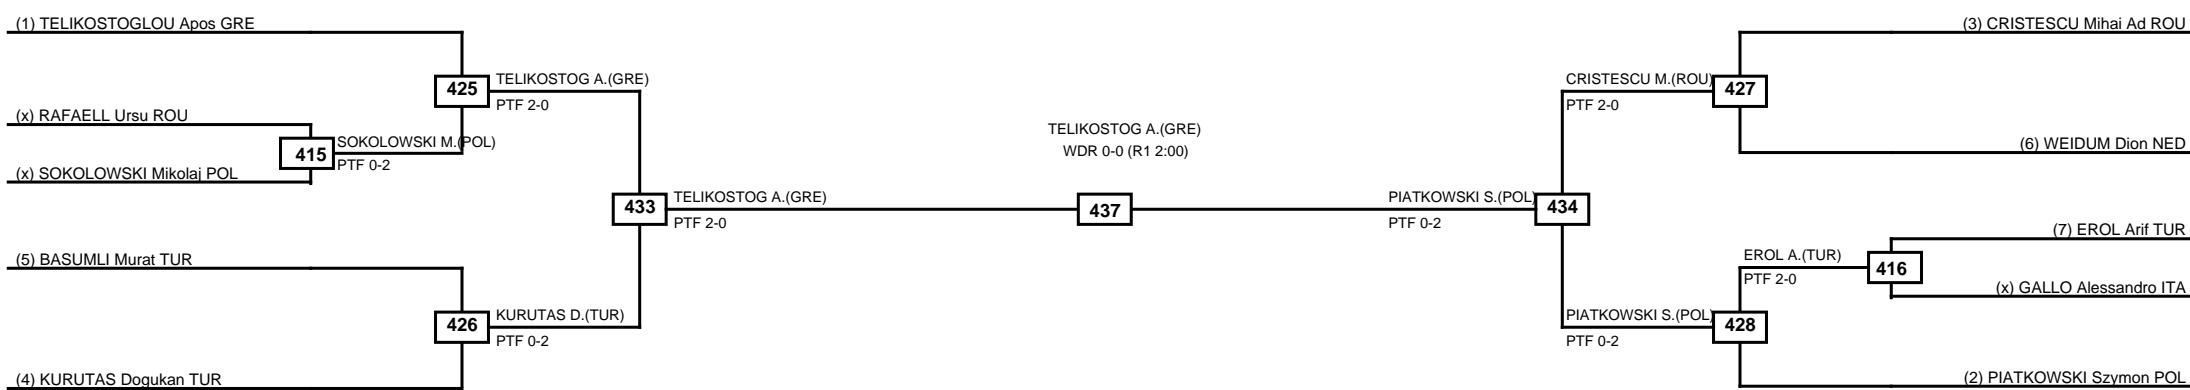 (1) TELIKOSTOGLOU Apos GRE
(3) CRISTESCU Mihai Ad ROU
425
TELIKOSTOG A.(GRE)
PTF 2-0
CRISTESCU M.(ROU)
PTF 2-0
427
(x) RAFAELL Ursu ROU
415
SOKOLOWSKI M.(POL)
PTF 0-2
(x) SOKOLOWSKI Mikolaj POL
TELIKOSTOG A.(GRE)
WDR 0-0 (R1 2:00)
(6) WEIDUM Dion NED
433
TELIKOSTOG A.(GRE)
PTF 2-0
437
PIATKOWSKI S.(POL)
PTF 0-2
434
(5) BASUMLI Murat TUR
(7) EROL Arif TUR
EROL A.(TUR)
PTF 2-0
416
(x) GALLO Alessandro ITA
426
KURUTAS D.(TUR)
PTF 0-2
PIATKOWSKI S.(POL)
PTF 0-2
428
(4) KURUTAS Dogukan TUR
(2) PIATKOWSKI Szymon POL